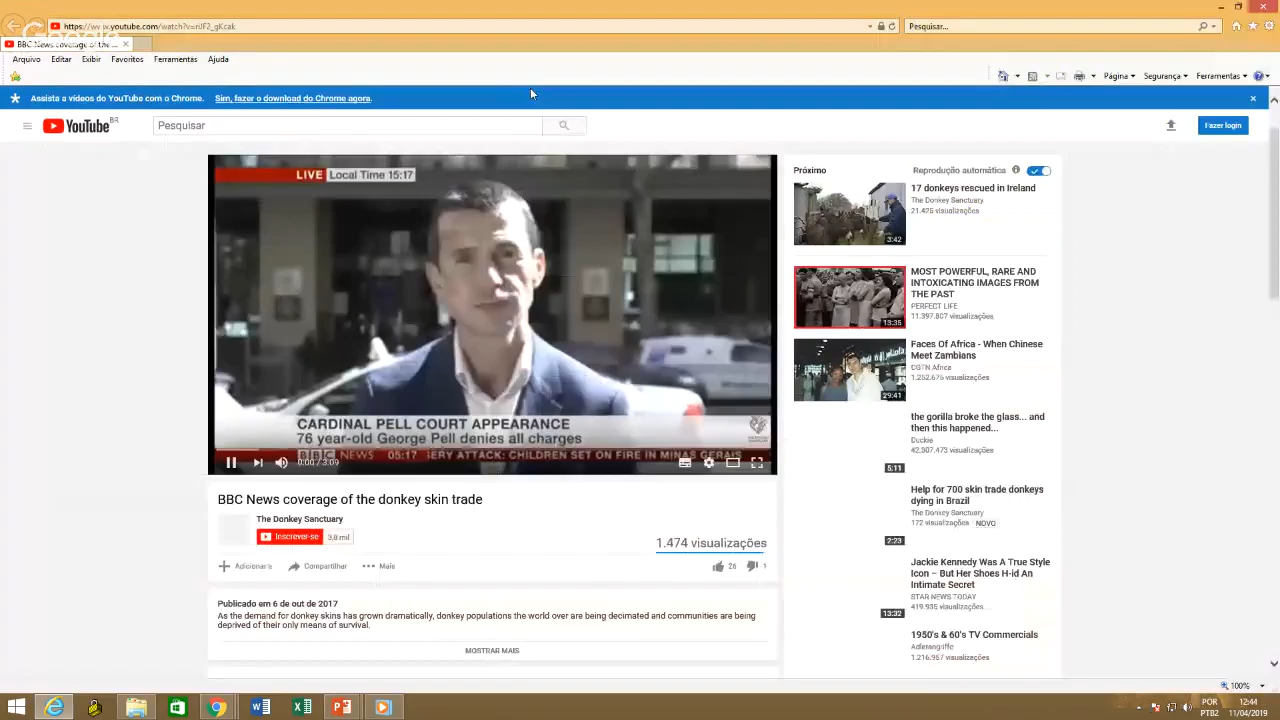 https://www.youtube.com/watch?v=riJF2_gKcak
Pesquisar...
BBC News coverage of the ...
Arquivo Editar Exibir Favoritos Ferramentas Ajuda
Página Segurança Ferramentas
Assista a vídeos do YouTube com o Chrome. Sim, fazer o download do Chrome agora.
YouTube BR
Pesquisar
Fazer login
LIVE Local Time 15:17
CARDINAL PELL COURT APPEARANCE
76 year-old George Pell denies all charges
BBC NEWS 05:17 ERY ATTACK: CHILDREN SET ON FIRE IN MINAS GERAIS
0:00 / 3:09
BBC News coverage of the donkey skin trade
The Donkey Sanctuary
Inscrever-se 3,8 mil
1.474 visualizações
Adicionar a Compartilhar Mais
26 1
Publicado em 6 de out de 2017
As the demand for donkey skins has grown dramatically, donkey populations the world over are being decimated and communities are being
deprived of their only means of survival.
MOSTRAR MAIS
Próximo
Reprodução automática
17 donkeys rescued in Ireland
The Donkey Sanctuary
21.425 visualizações
3:42
MOST POWERFUL, RARE AND
INTOXICATING IMAGES FROM
THE PAST
PERFECT LIFE
11.397.807 visualizações
13:35
Faces Of Africa - When Chinese
Meet Zambians
CGTN Africa
1.252.675 visualizações
29:41
the gorilla broke the glass... and
then this happened...
Duckie
42.807.473 visualizações
5:11
Help for 700 skin trade donkeys
dying in Brazil
The Donkey Sanctuary
172 visualizações NOVO
2:23
Jackie Kennedy Was A True Style
Icon – But Her Shoes H-id An
Intimate Secret
STAR NEWS TODAY
419.935 visualizações
13:32
1950's & 60's TV Commercials
Adlerangriffe
1.216.957 visualizações
100%
POR
PTB2
12:44
11/04/2019